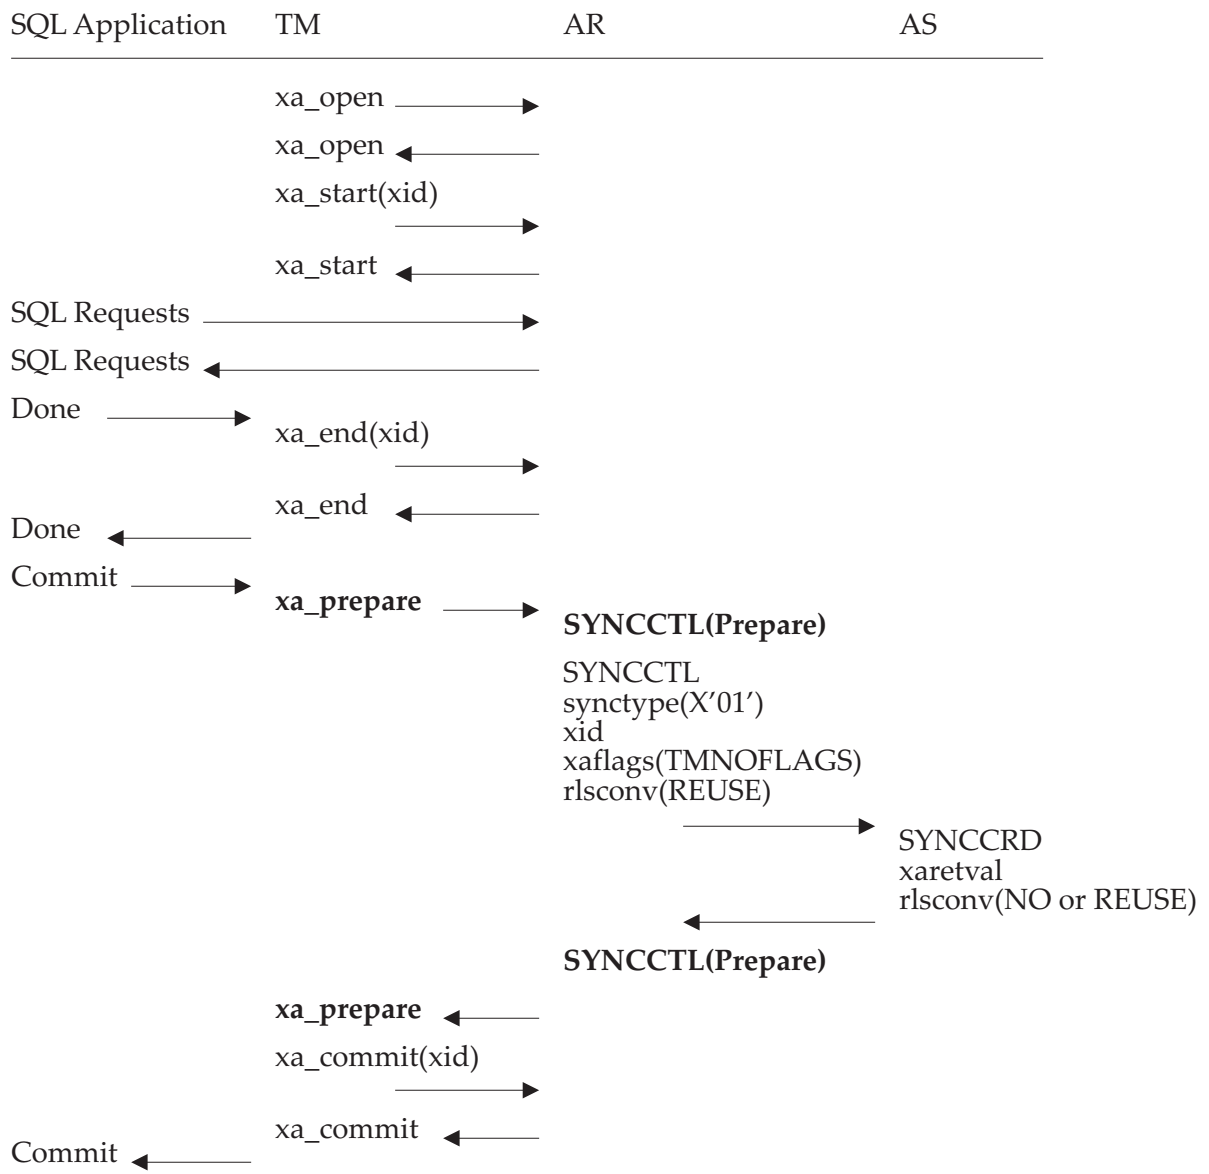 SQL Application TM AR AS
xa_open
xa_open
xa_start(xid)
xa_start
SQL Requests
SQL Requests
Done
xa_end(xid)
xa_end
Done
Commit
xa_prepare
SYNCCTL(Prepare)
SYNCCTL
synctype(X'01')
xid
xaflags(TMNOFLAGS)
rlsconv(REUSE)
SYNCCRD
xaretval
rlsconv(NO or REUSE)
SYNCCTL(Prepare)
xa_prepare
xa_commit(xid)
xa_commit
Commit